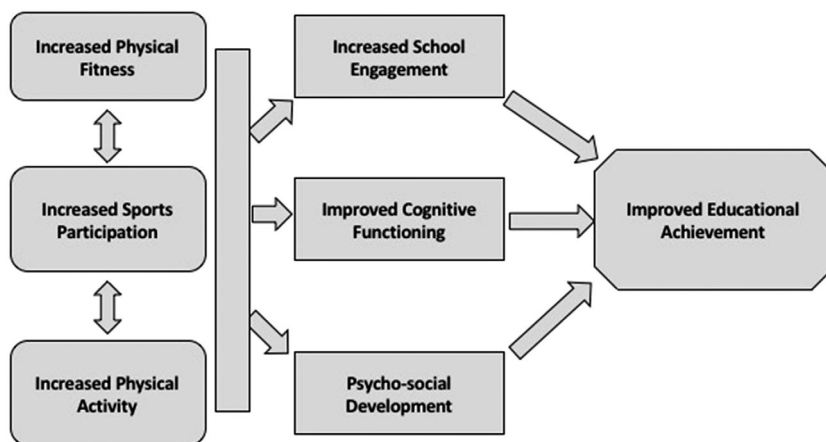 Increased Physical
Fitness
Increased Sports
Participation
Increased Physical
Activity
Increased School
Engagement
Improved Cognitive
Functioning
Psycho-social
Development
Improved Educational
Achievement